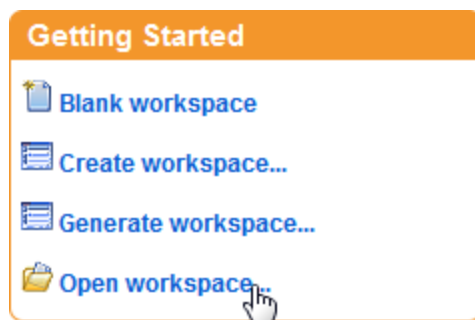 Getting Started
Blank workspace
Create workspace...
Generate workspace...
Open workspace...